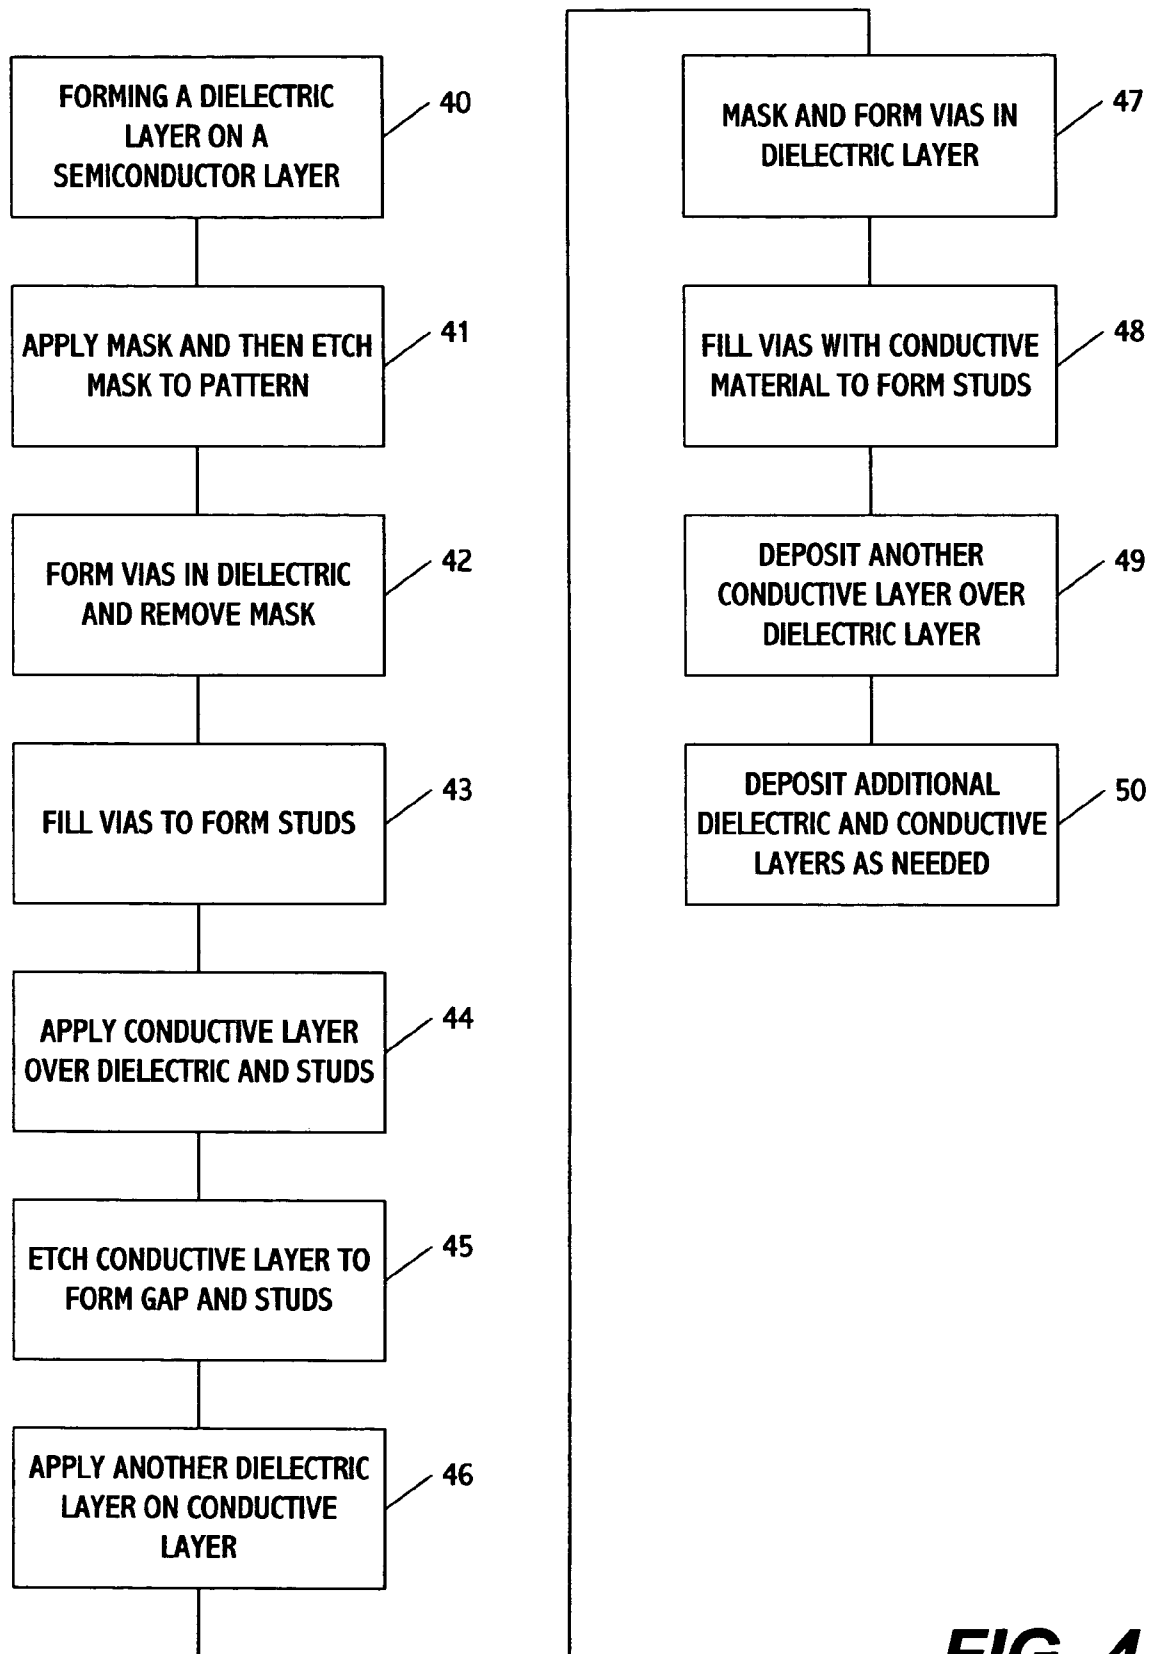 FORMING A DIELECTRIC
LAYER ON A
SEMICONDUCTOR LAYER
40
APPLY MASK AND THEN ETCH
MASK TO PATTERN
41
FORM VIAS IN DIELECTRIC
AND REMOVE MASK
42
FILL VIAS TO FORM STUDS
43
APPLY CONDUCTIVE LAYER
OVER DIELECTRIC AND STUDS
44
ETCH CONDUCTIVE LAYER TO
FORM GAP AND STUDS
45
APPLY ANOTHER DIELECTRIC
LAYER ON CONDUCTIVE
LAYER
46
MASK AND FORM VIAS IN
DIELECTRIC LAYER
47
FILL VIAS WITH CONDUCTIVE
MATERIAL TO FORM STUDS
48
DEPOSIT ANOTHER
CONDUCTIVE LAYER OVER
DIELECTRIC LAYER
49
DEPOSIT ADDITIONAL
DIELECTRIC AND CONDUCTIVE
LAYERS AS NEEDED
50
FIG. 4